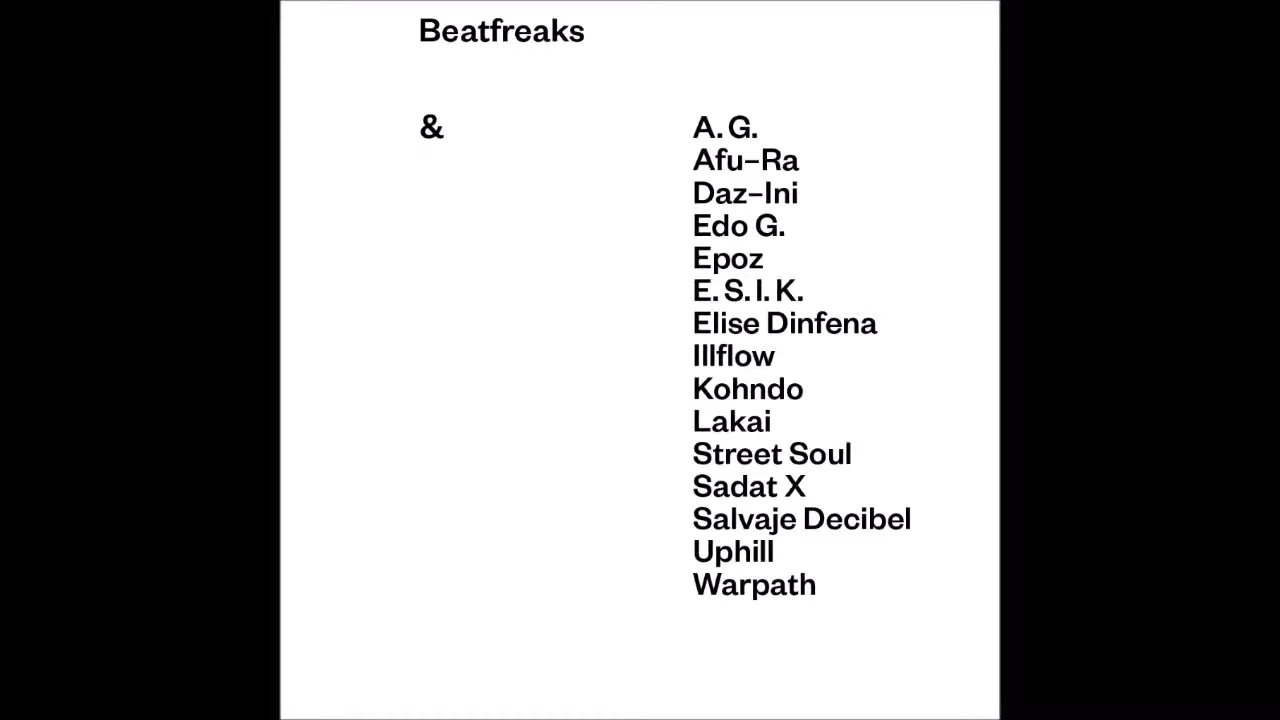 Beatfreaks
& A. G.
Afu–Ra
Daz–Ini
Edo G.
Epoz
E. S. I. K.
Elise Dinfena
Illflow
Kohndo
Lakai
Street Soul
Sadat X
Salvaje Decibel
Uphill
Warpath